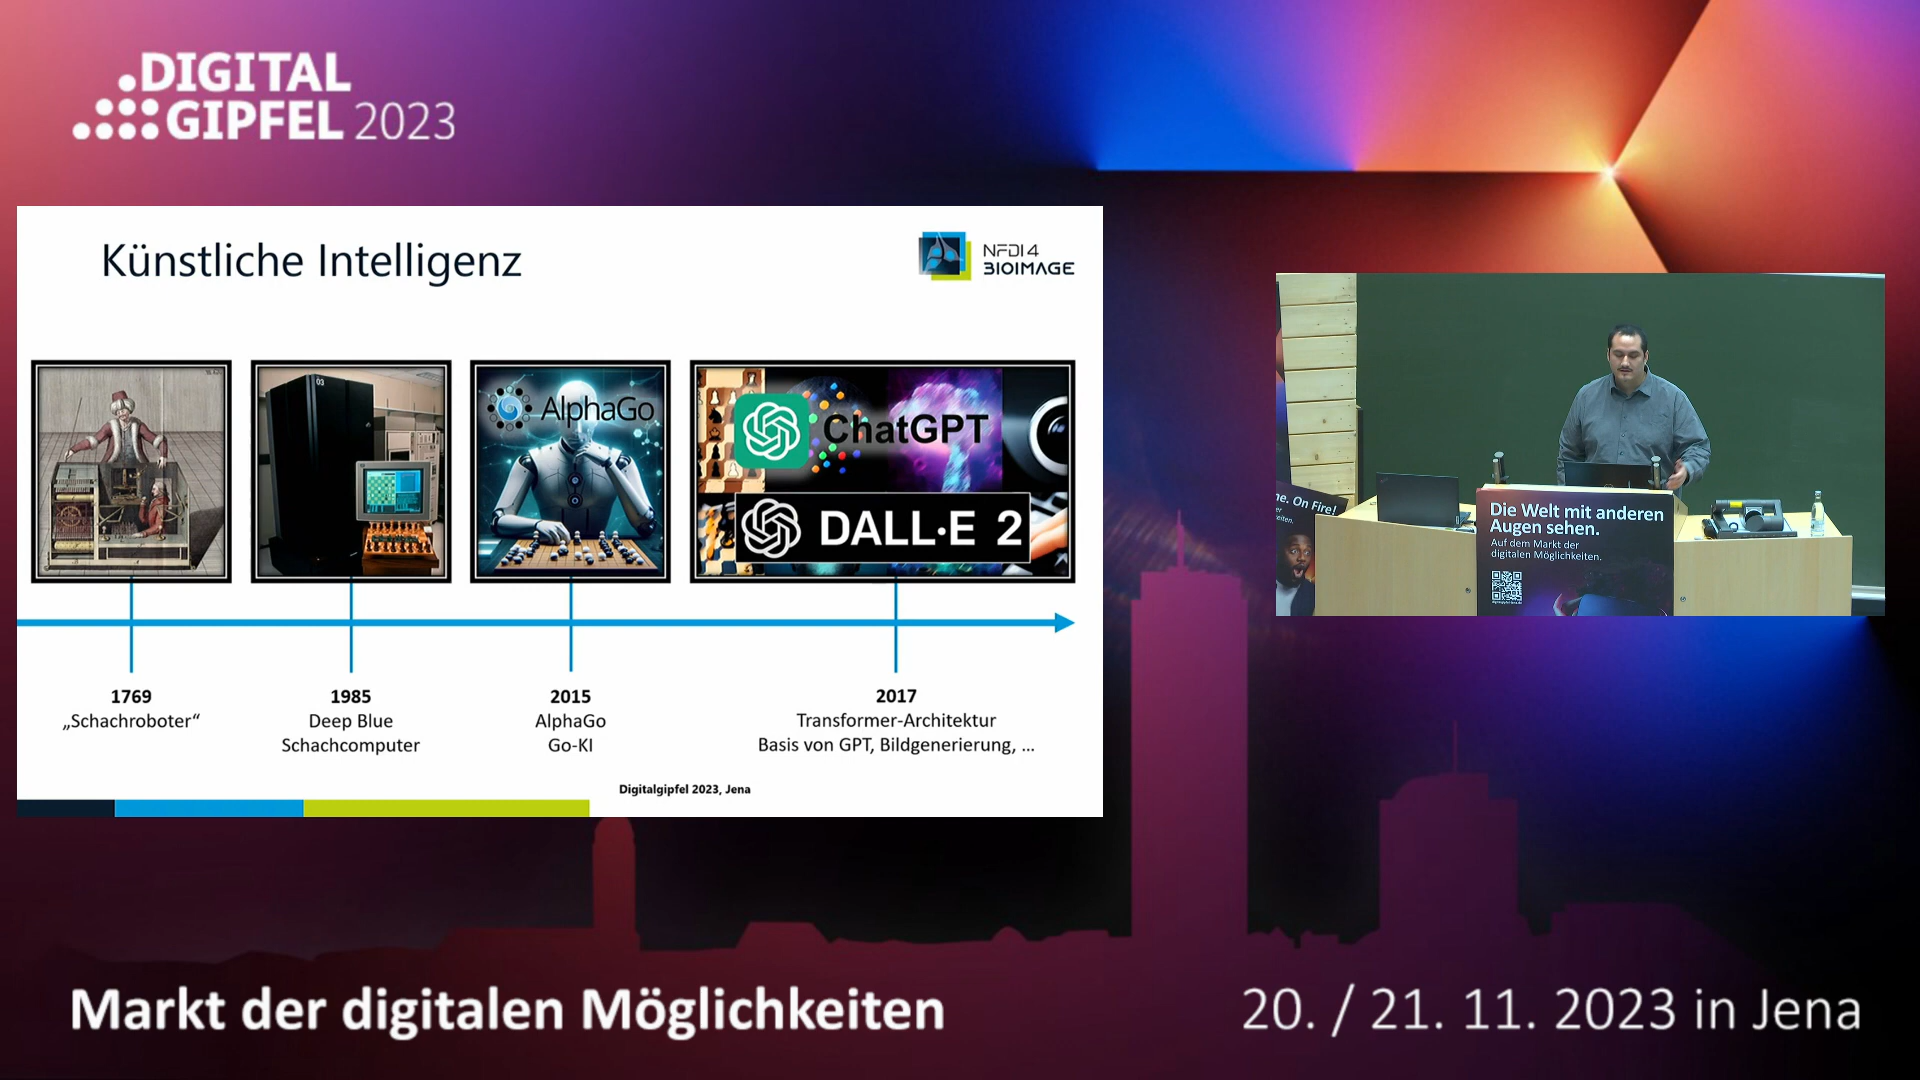 DIGITAL
GIPFEL 2023
Künstliche Intelligenz
NFDI4
BIOIMAGE
03
AlphaGo
ChatGPT
DALL·E 2
1769
„Schachroboter“
1985
Deep Blue
Schachcomputer
2015
AlphaGo
Go-KI
2017
Transformer-Architektur
Basis von GPT, Bildgenerierung, ...
Digitalgipfel 2023, Jena
ne. On Fire!
Die Welt mit anderen
Augen sehen.
Auf dem Markt der
digitalen Möglichkeiten.
Markt der digitalen Möglichkeiten
20. / 21. 11. 2023 in Jena